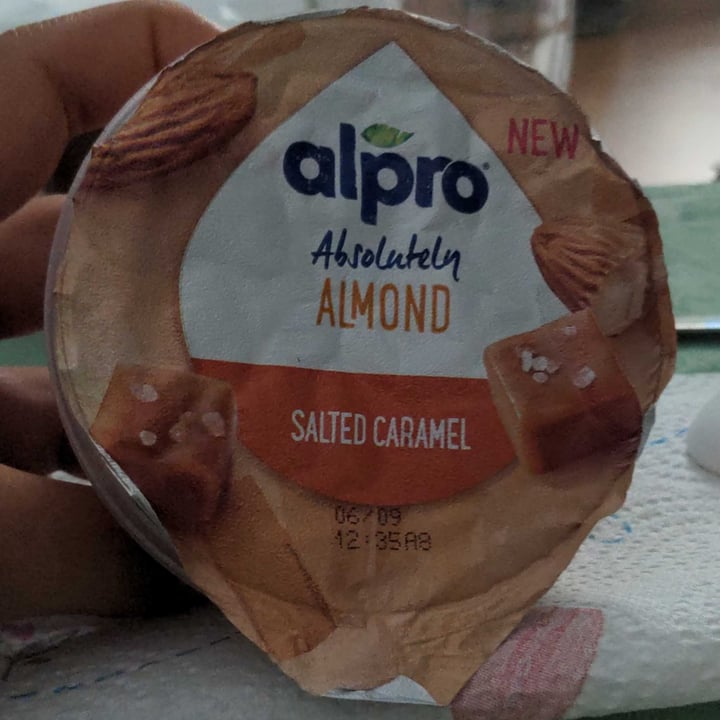 alpro
NEW
Absolutely
ALMOND
SALTED CARAMEL
06/09
12:35A8